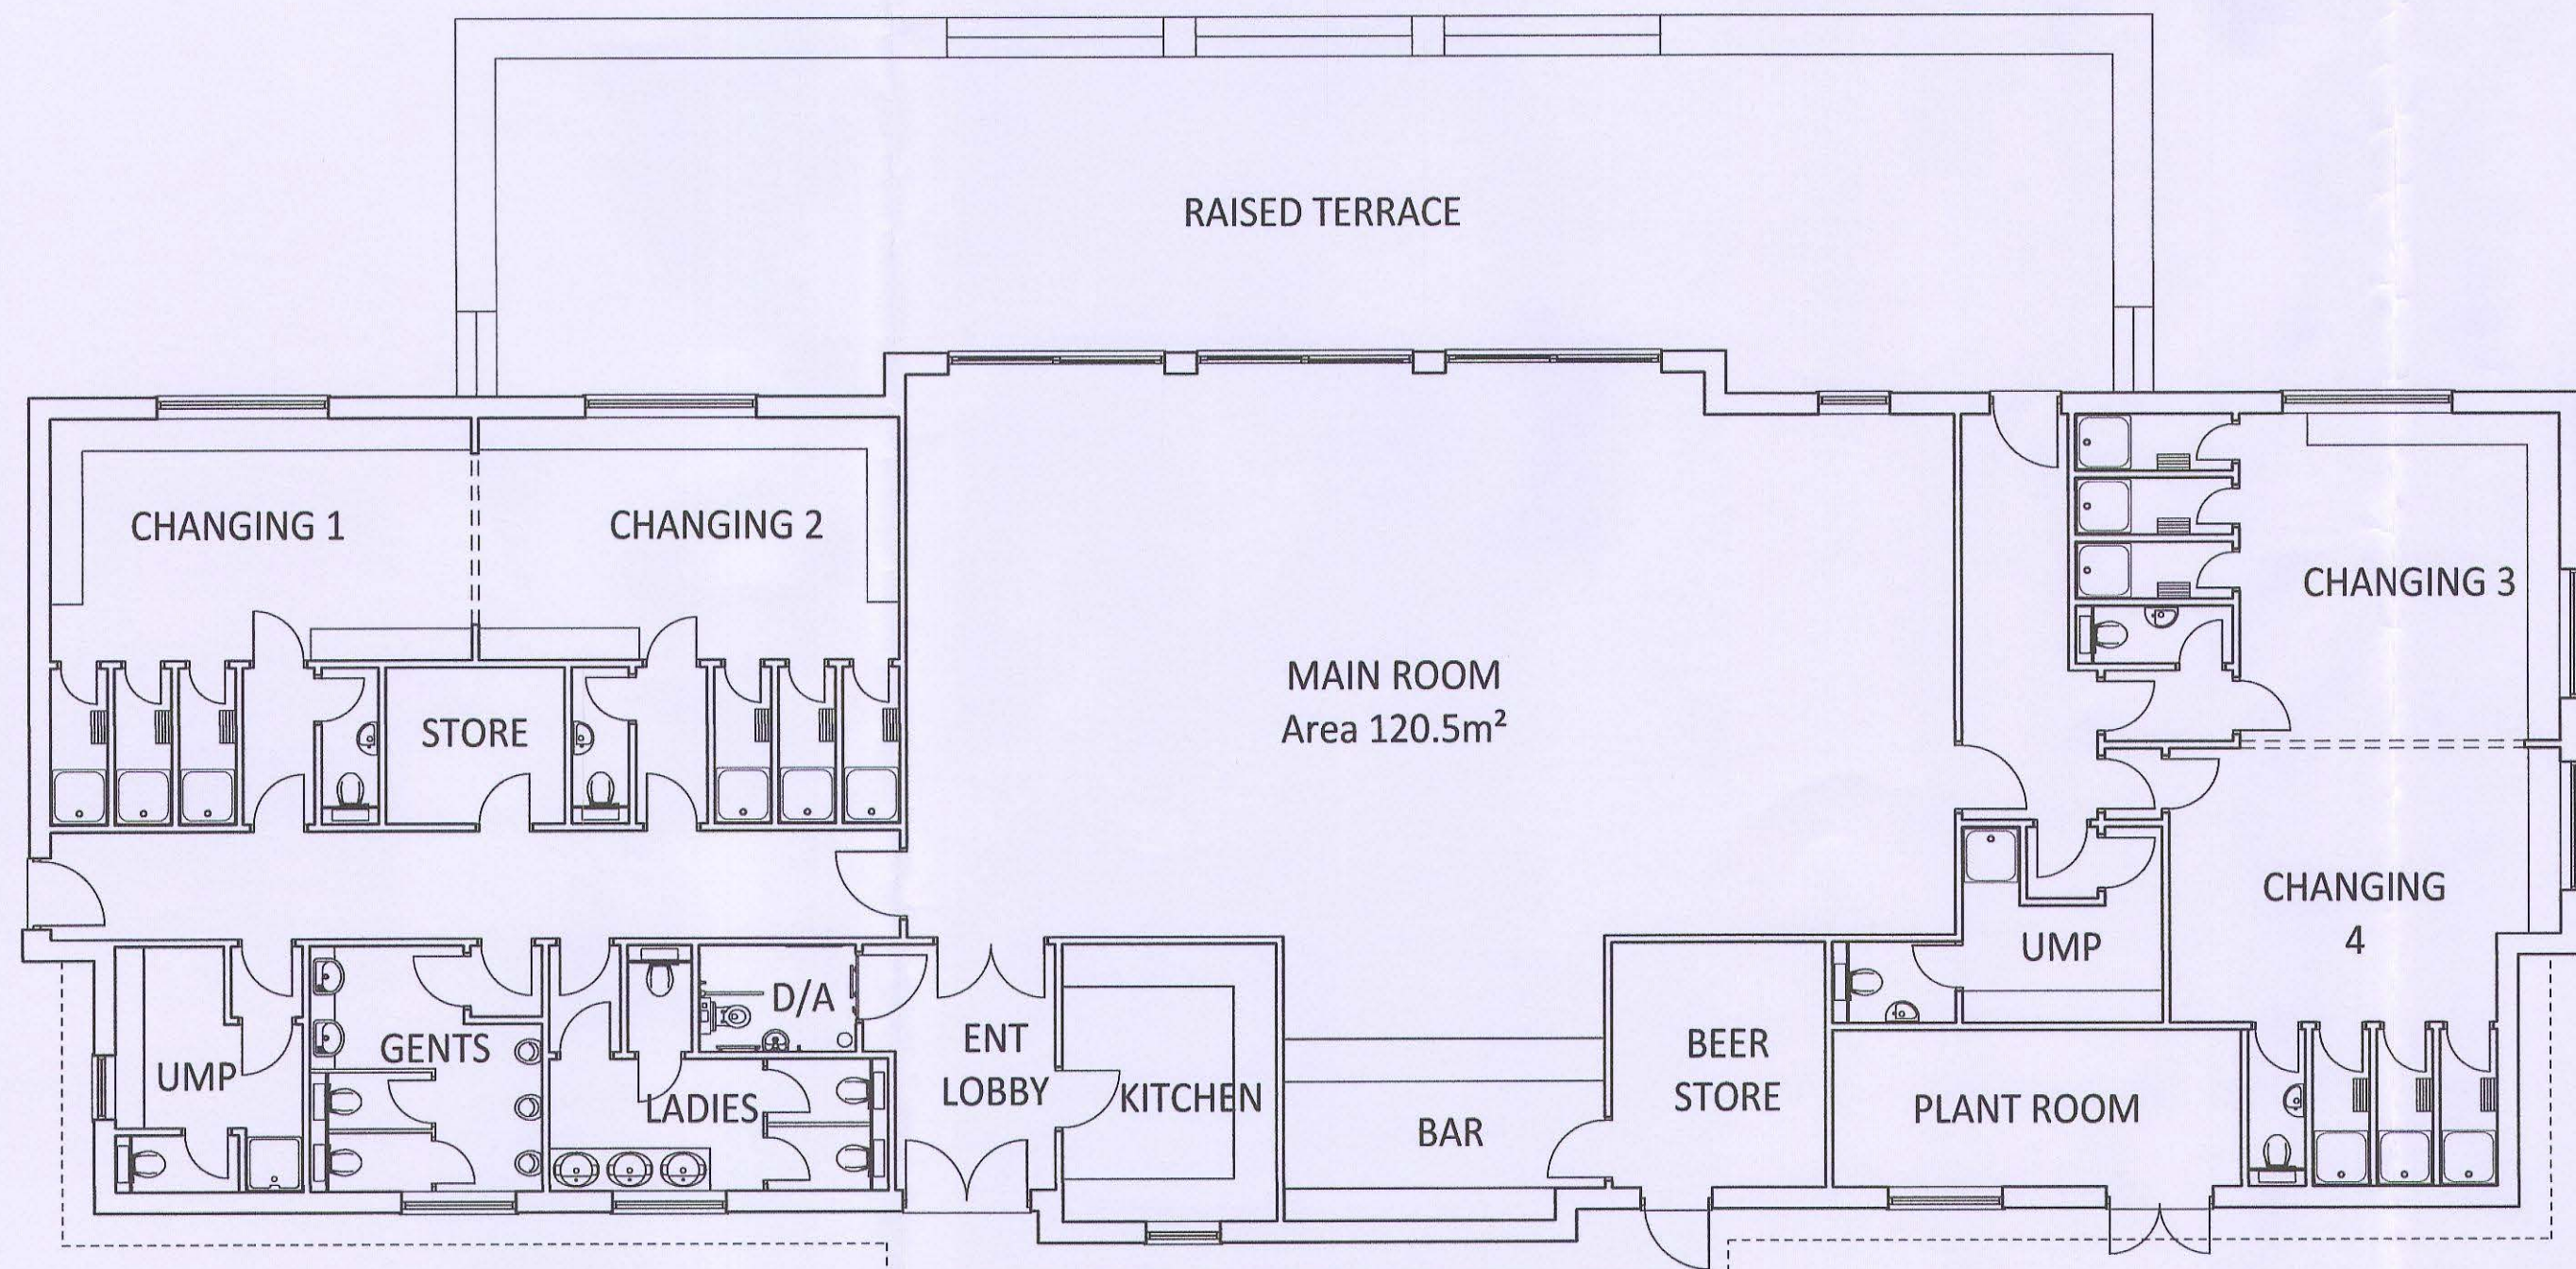 RAISED TERRACE
CHANGING 1
CHANGING 2
CHANGING 3
STORE
MAIN ROOM
Area 120.5m²
CHANGING
4
UMP
GENTS
LADIES
D/A
ENT
LOBBY
KITCHEN
BAR
BEER
STORE
UMP
PLANT ROOM